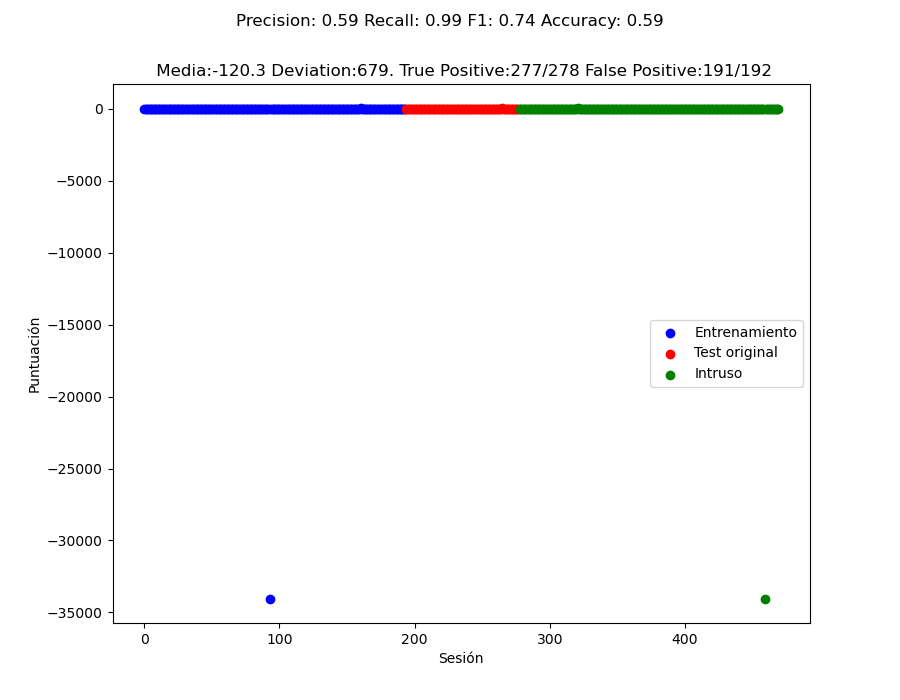 Precision: 0.59 Recall: 0.99 F1: 0.74 Accuracy: 0.59
Media:-120.3 Deviation:679. True Positive:277/278 False Positive:191/192
0
−5000
−10000
−15000
−20000
−25000
−30000
−35000
Puntuación
Entrenamiento
Test original
Intruso
0
100
200
300
400
Sesión